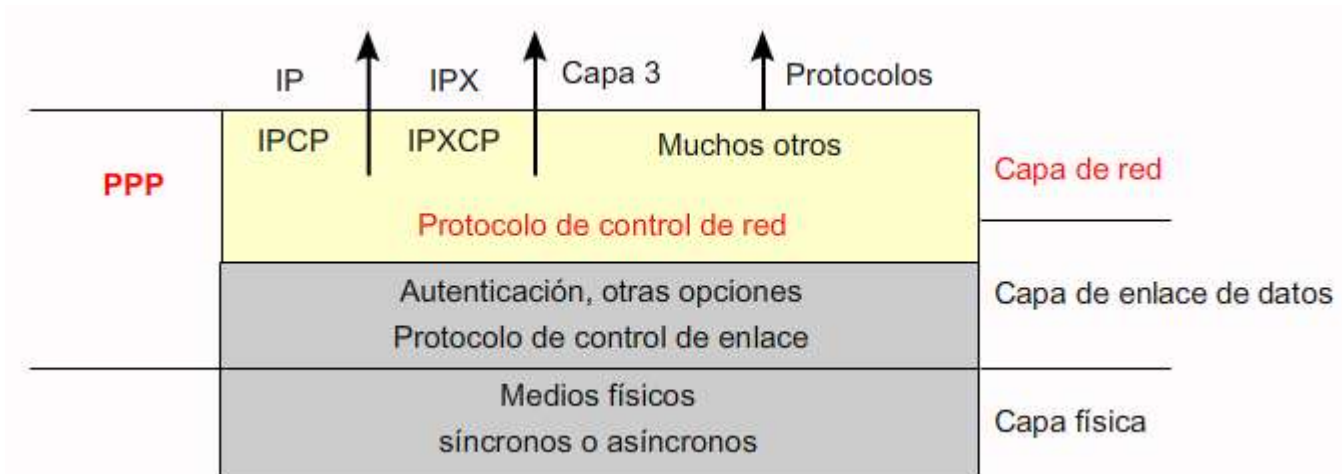 IP
IPX
Capa 3
Protocolos
IPCP
IPXCP
Muchos otros
PPP
Capa de red
Protocolo de control de red
Autenticación, otras opciones
Capa de enlace de datos
Protocolo de control de enlace
Medios físicos
síncronos o asíncronos
Capa física